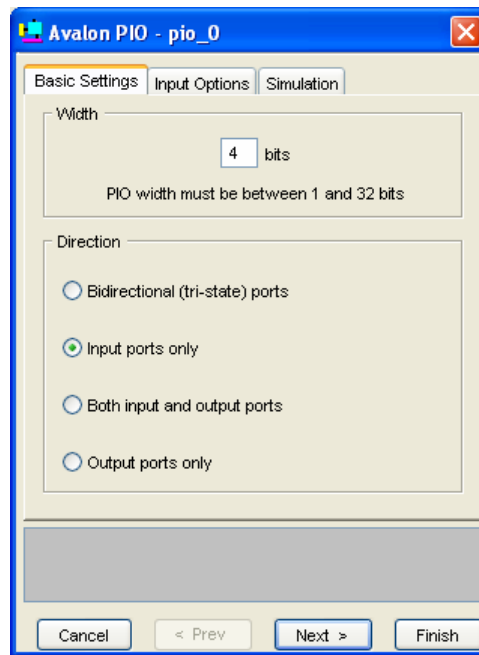 Avalon PIO - pio_0
Basic Settings Input Options Simulation
Width
4 bits
PIO width must be between 1 and 32 bits
Direction
Bidirectional (tri-state) ports
Input ports only
Both input and output ports
Output ports only
Cancel < Prev Next > Finish